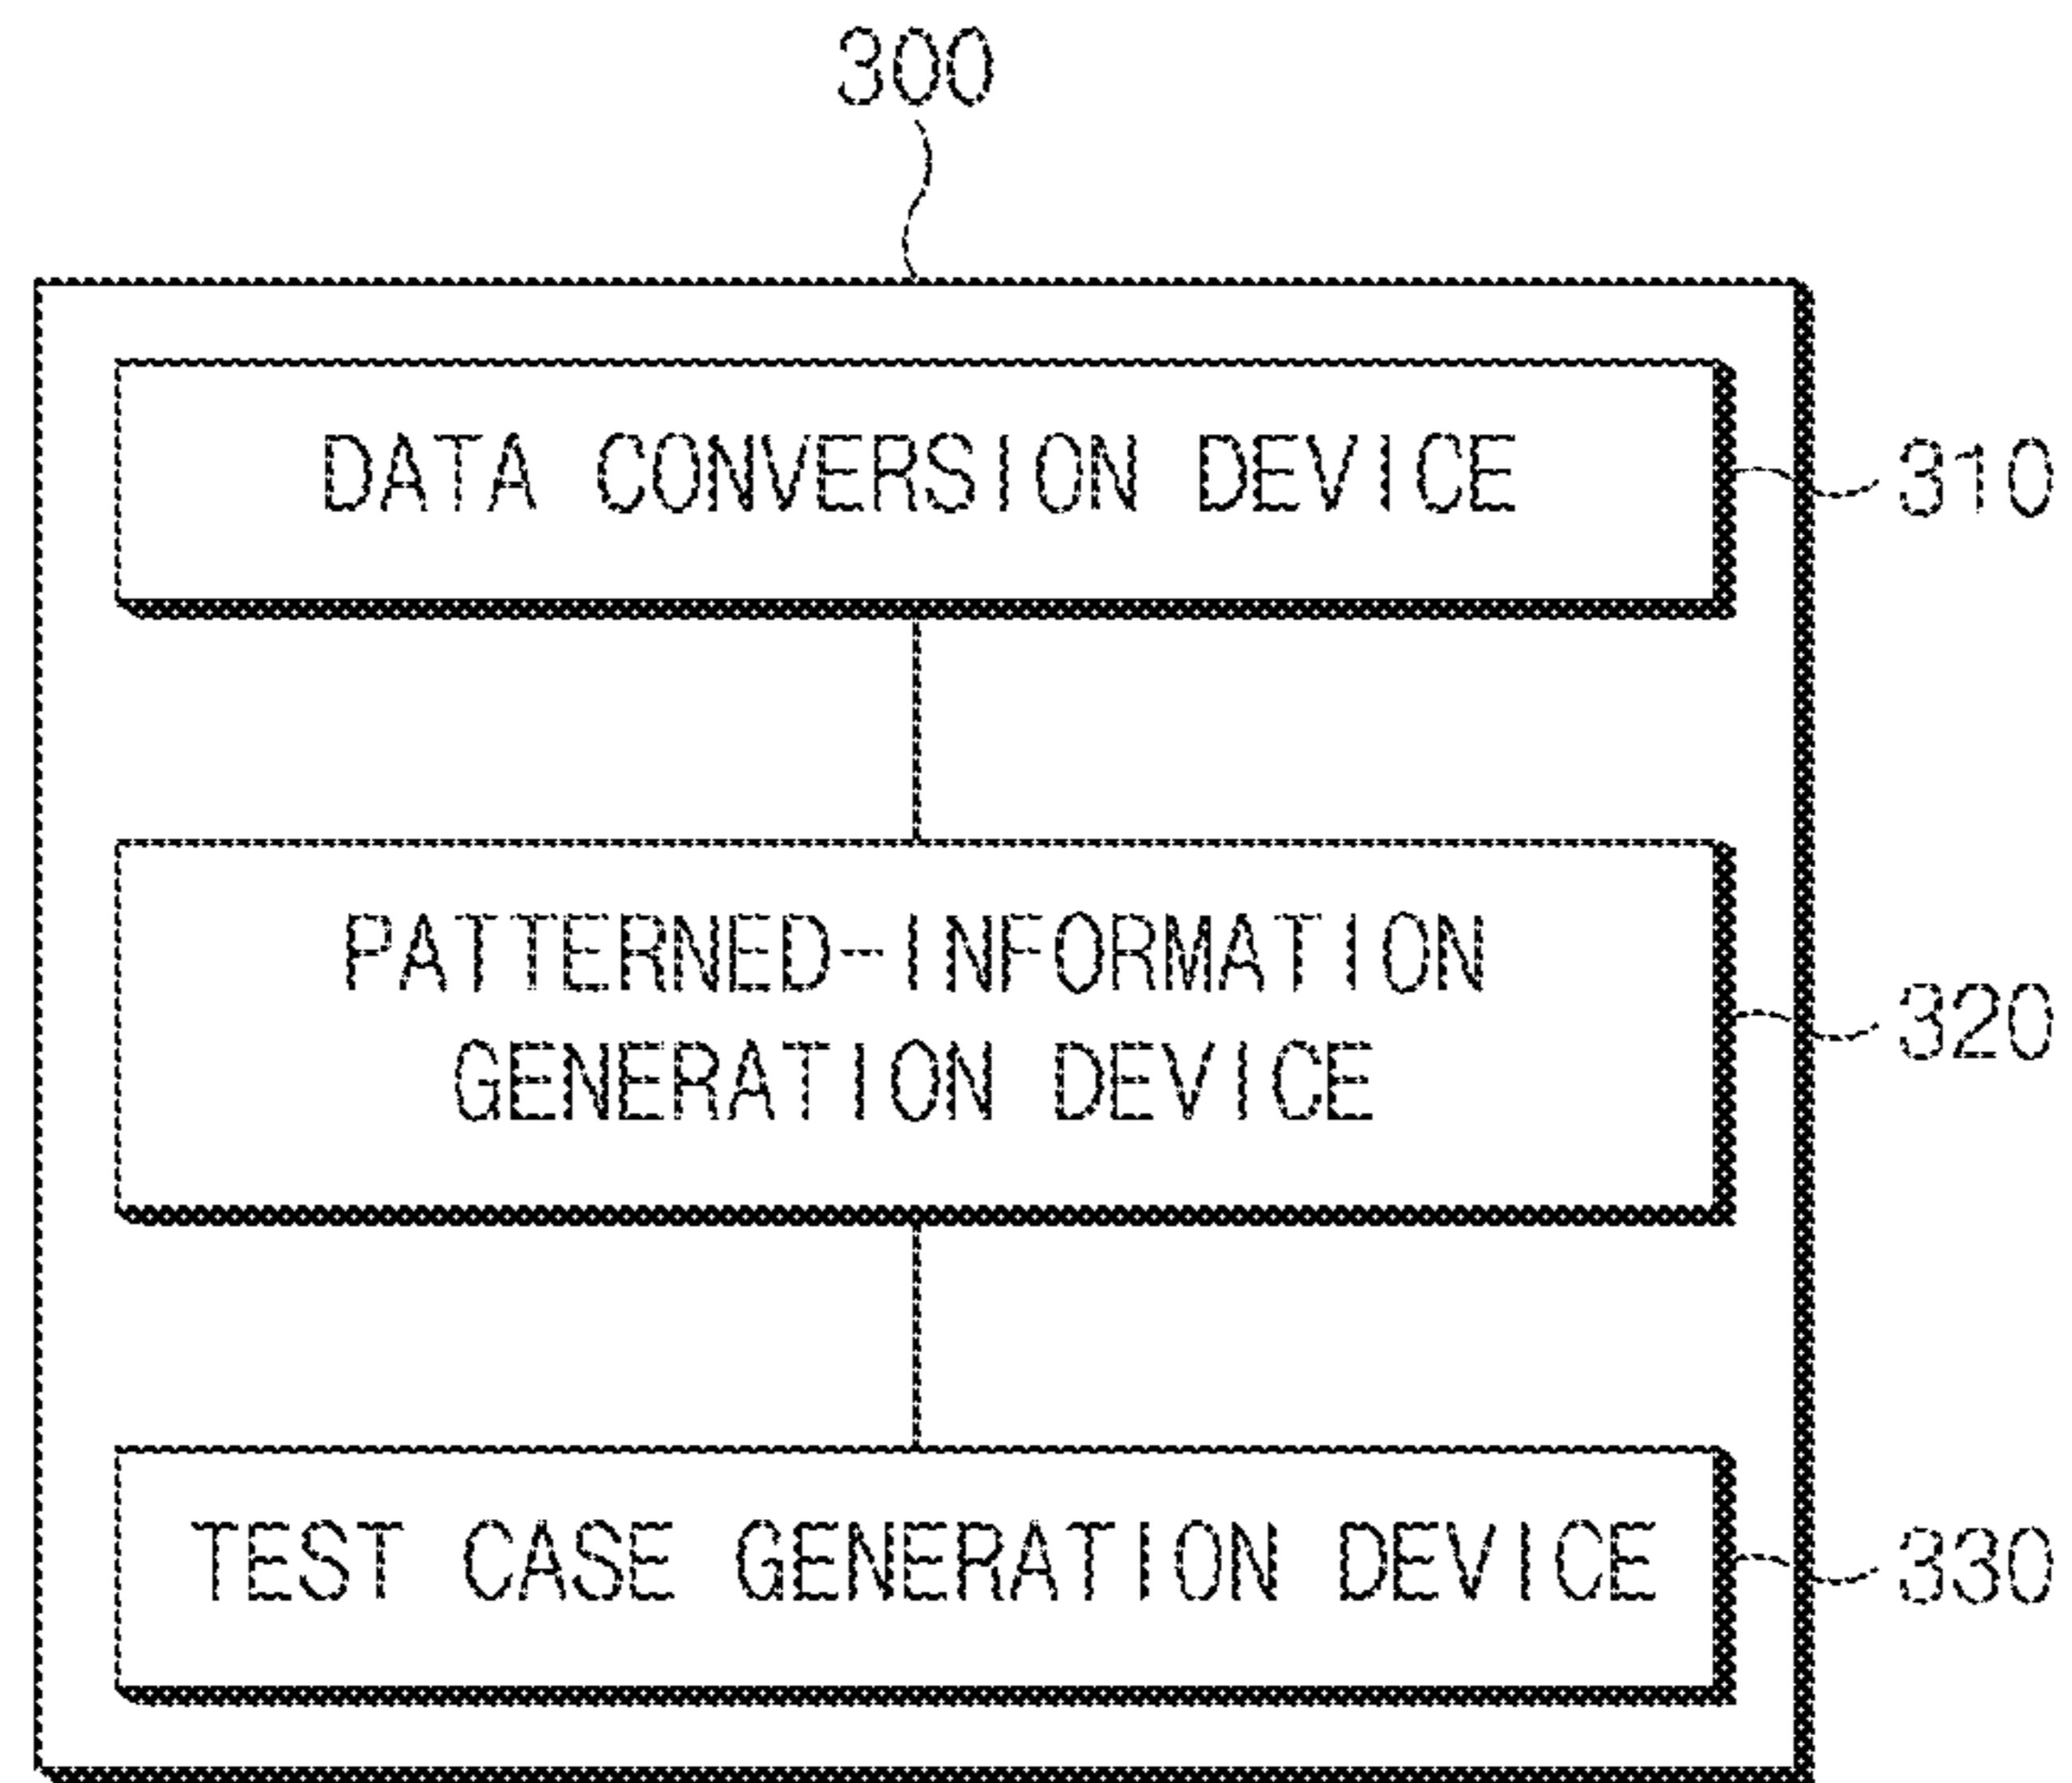 300
DATA CONVERSION DEVICE
310
PATTERNED-INFORMATION
GENERATION DEVICE
320
TEST CASE GENERATION DEVICE
330